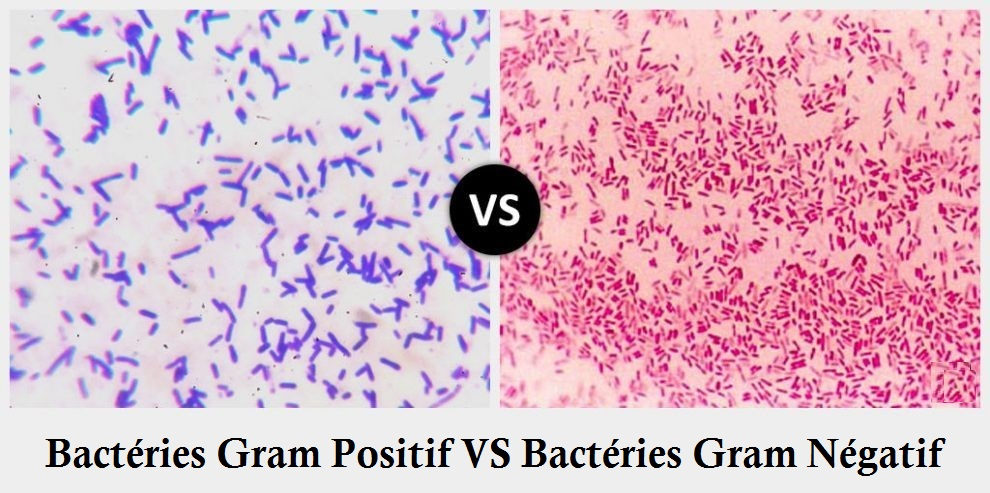 VS
Bactéries Gram Positif VS Bactéries Gram Négatif